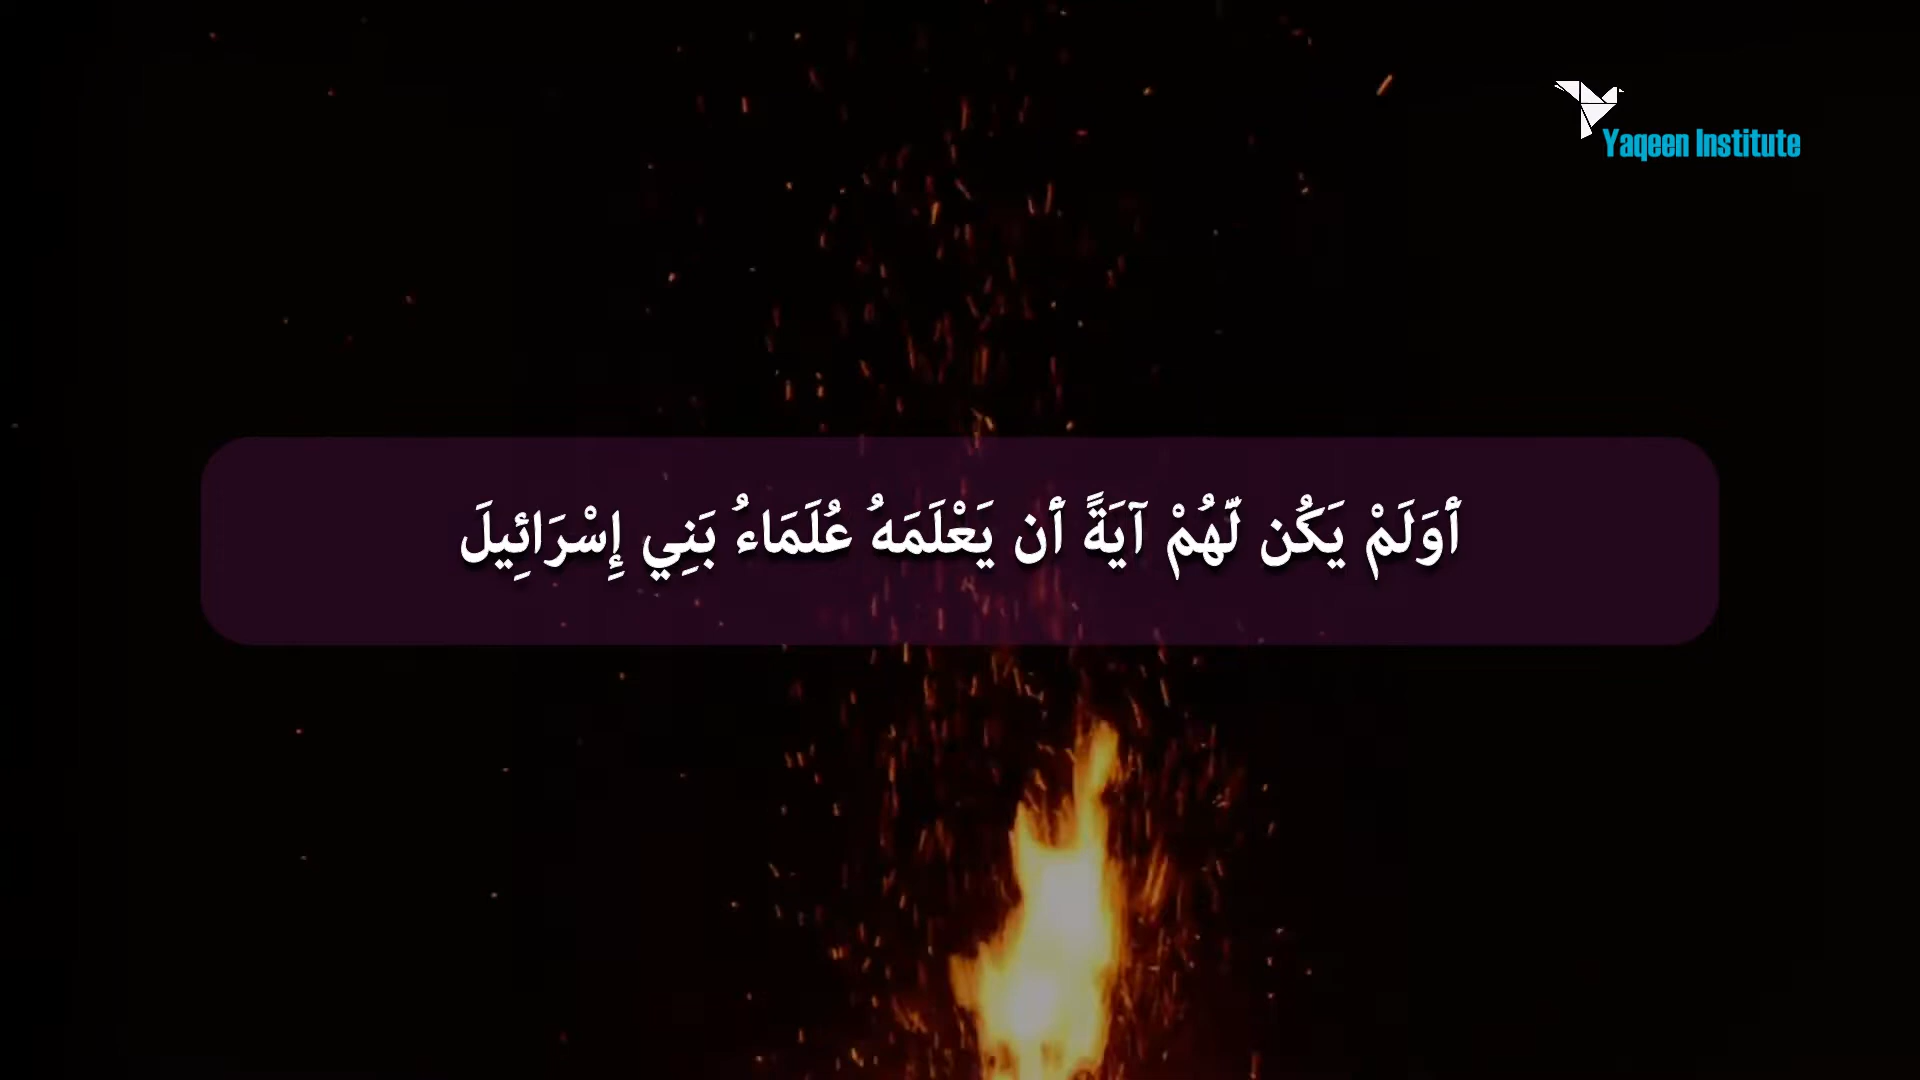 Yaqeen Institute
أَوَلَمْ يَكُن لَّهُمْ آيَةً أَن يَعْلَمَهُ عُلَمَاءُ بَنِي إِسْرَائِيلَ